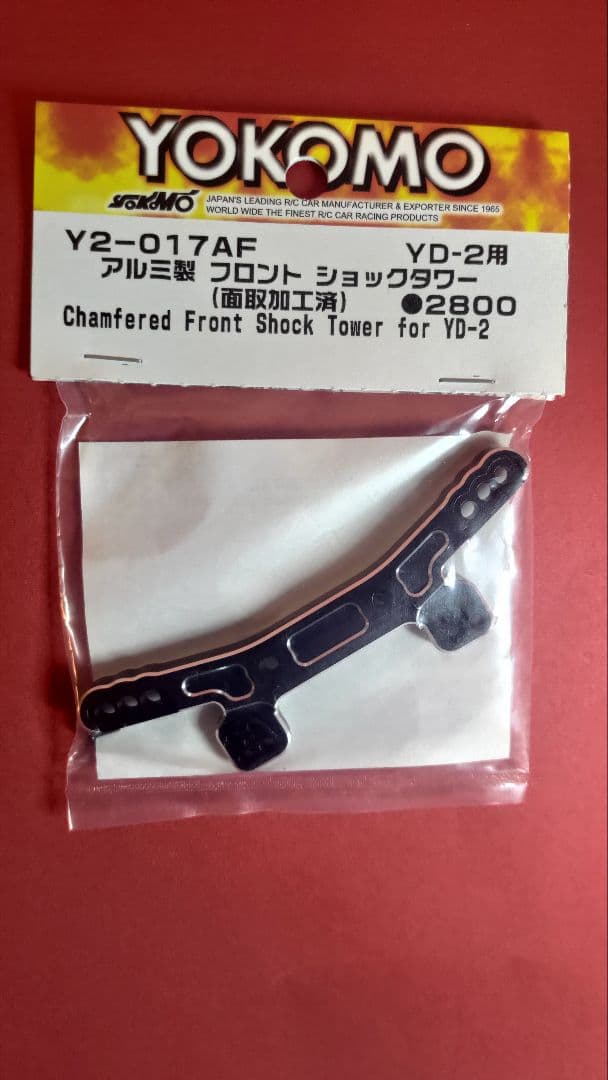 YOKOMO
YOKOMO
JAPAN'S LEADING R/C CAR MANUFACTURER & EXPORTER SINCE 1965
WORLD WIDE THE FINEST R/C CAR RACING PRODUCTS
Y2-017AF YD-2用
アルミ製 フロント ショックタワー
(面取加工済) ●2800
Chamfered Front Shock Tower for YD-2